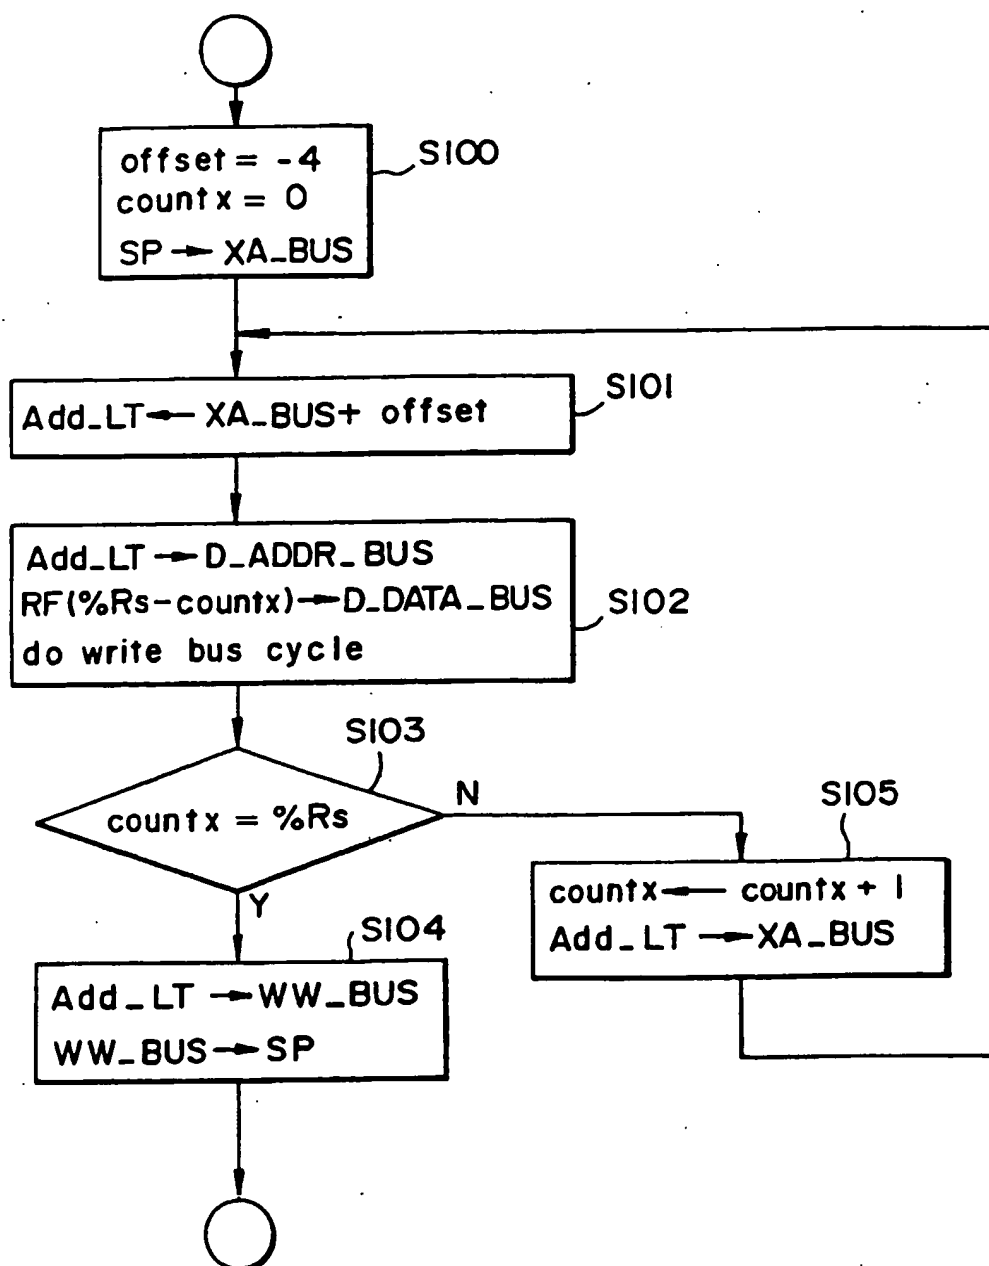 offset = -4
countx = 0
SP → XA_BUS
S100
Add_LT ← XA_BUS + offset
S101
Add_LT → D_ADDR_BUS
RF(%Rs-countx) → D_DATA_BUS
do write bus cycle
S102
S103
countx = %Rs
N
Y
S105
countx ← countx + 1
Add_LT → XA_BUS
S104
Add_LT → WW_BUS
WW_BUS → SP